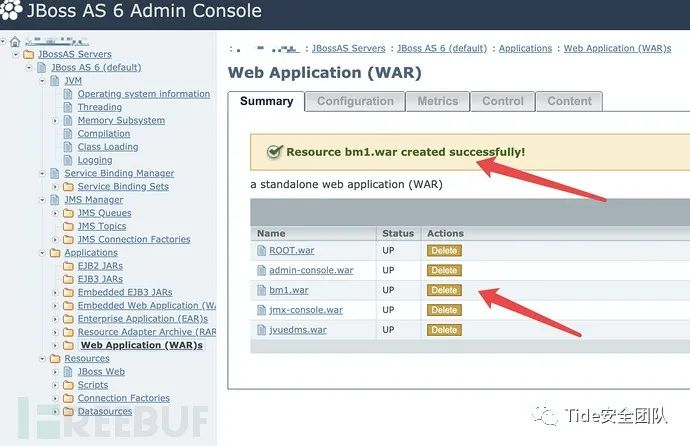 JBoss AS 6 Admin Console
JBossAS Servers
JBoss AS 6 (default)
JVM
Operating system information
Threading
Memory Subsystem
Compilation
Class Loading
Logging
Service Binding Manager
Service Binding Sets
JMS Manager
JMS Queues
JMS Topics
JMS Connection Factories
Applications
EJB2 JARs
EJB3 JARs
Embedded EJB3 JARs
Embedded Web Application (WA
Enterprise Application (EAR)s
Resource Adapter Archive (RAR
Web Application (WAR)s
Resources
JBoss Web
Scripts
Connection Factories
Datasources
: JBossAS Servers : JBoss AS 6 (default) : Applications : Web Application (WAR)s
Web Application (WAR)
Summary Configuration Metrics Control Content
Resource bm1.war created successfully!
a standalone web application (WAR)
Name Status Actions
ROOT.war UP Delete
admin-console.war UP Delete
bm1.war UP Delete
jmx-console.war UP Delete
jvuedms.war UP Delete
FREEBUF
Tide安全团队